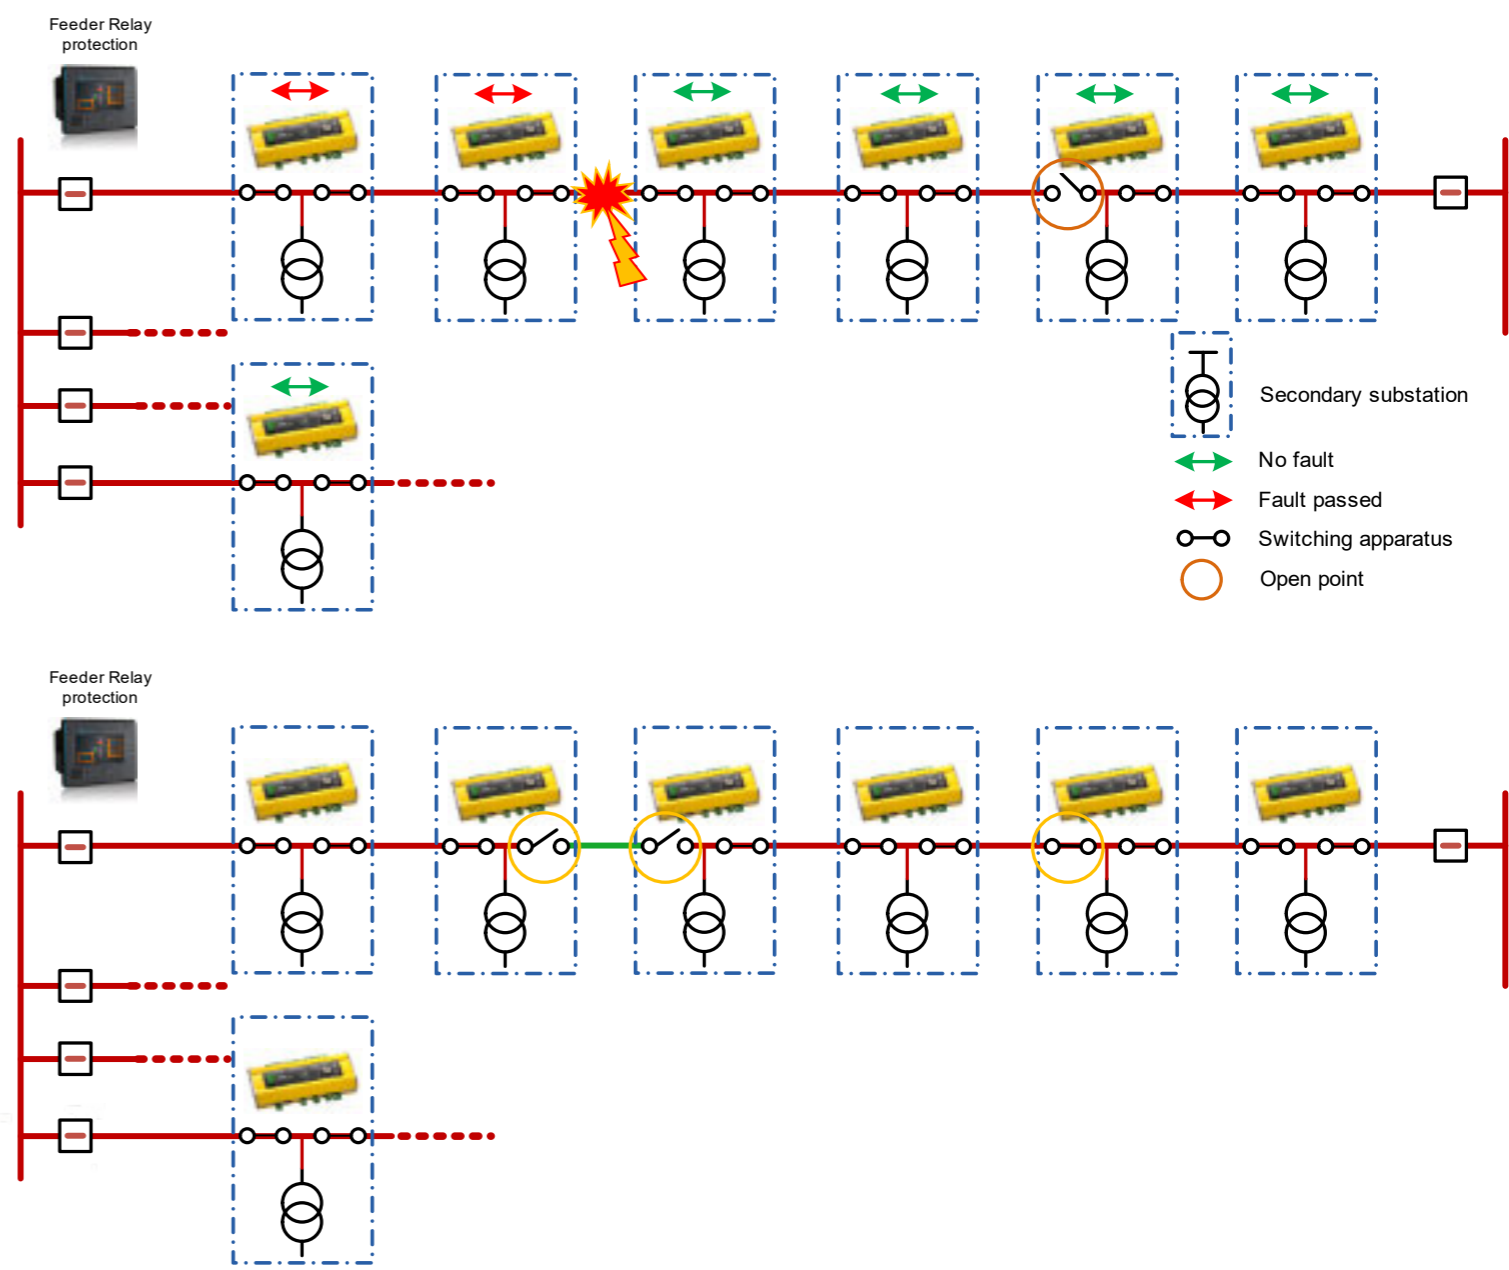 Feeder Relay
protection
Secondary substation
No fault
Fault passed
Switching apparatus
Open point
Feeder Relay
protection